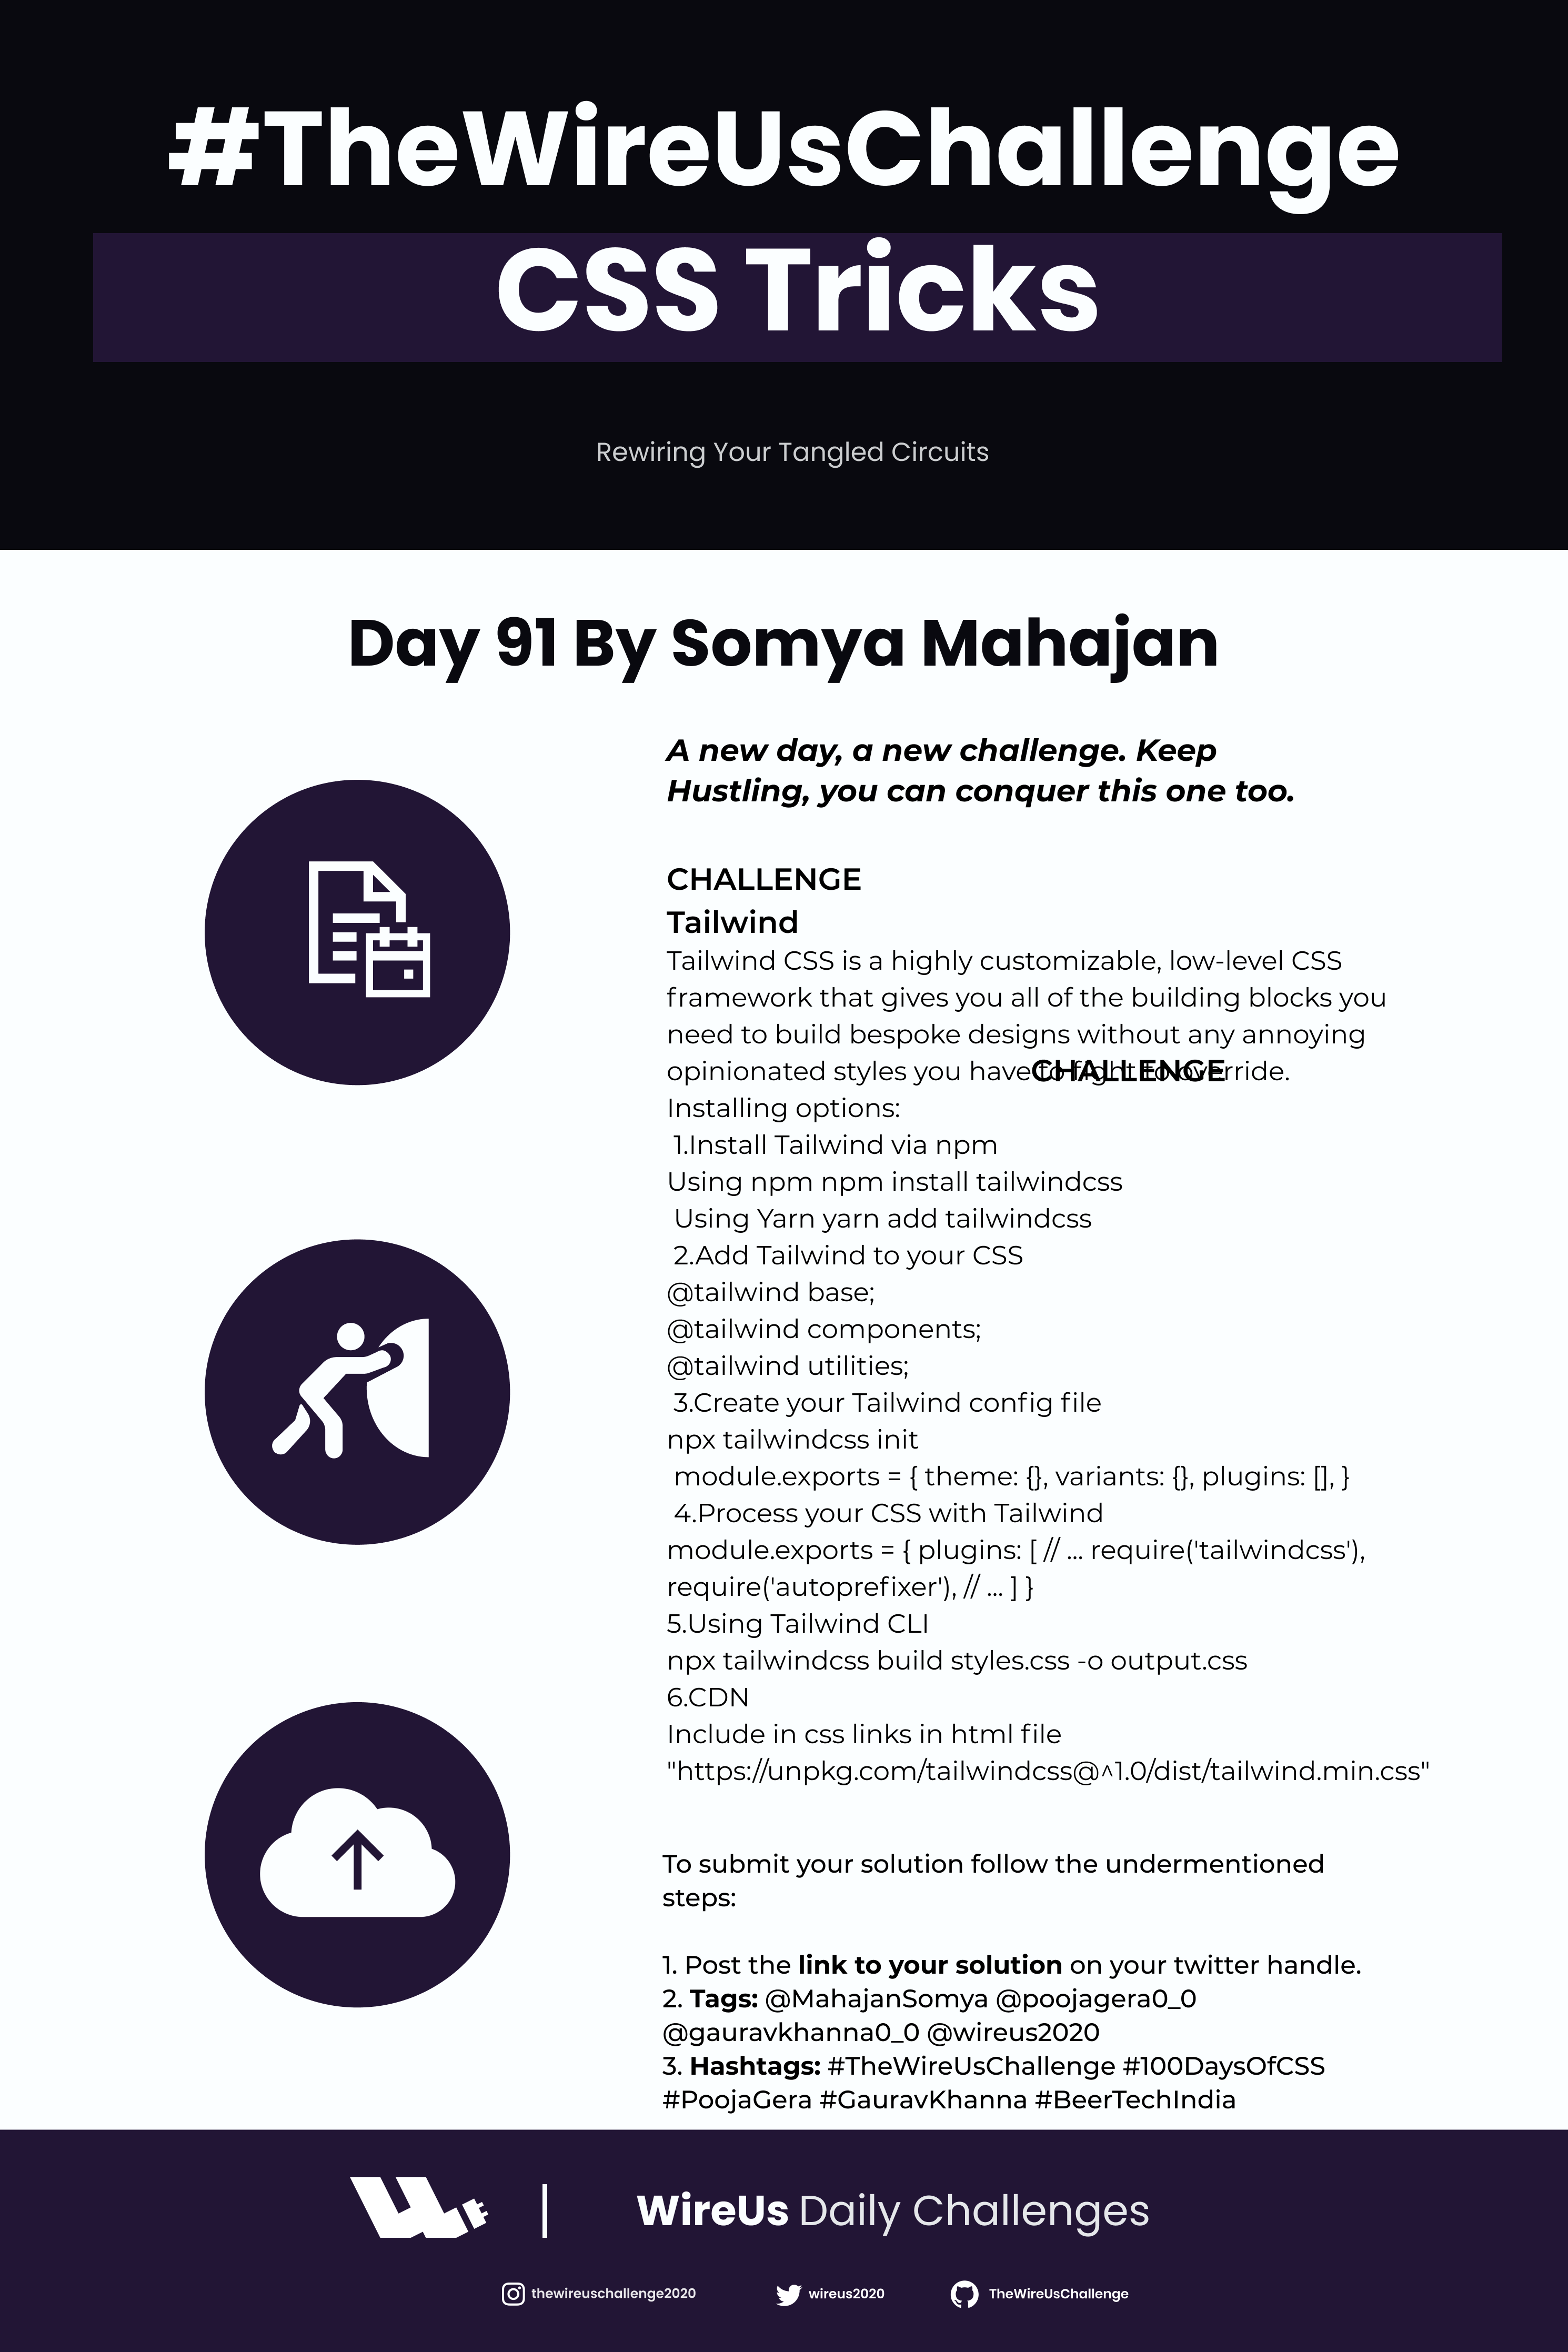 #TheWireUsChallenge
CSS Tricks
Rewiring Your Tangled Circuits
Day 91 By Somya Mahajan
A new day, a new challenge. Keep
Hustling, you can conquer this one too.
CHALLENGE
Tailwind
Tailwind CSS is a highly customizable, low-level CSS
framework that gives you all of the building blocks you
need to build bespoke designs without any annoying
opinionated styles you have to fight to override.
CHALLENGE
Installing options:
1.Install Tailwind via npm
Using npm npm install tailwindcss
Using Yarn yarn add tailwindcss
2.Add Tailwind to your CSS
@tailwind base;
@tailwind components;
@tailwind utilities;
3.Create your Tailwind config file
npx tailwindcss init
module.exports = { theme: {}, variants: {}, plugins: [], }
4.Process your CSS with Tailwind
module.exports = { plugins: [ // ... require('tailwindcss'),
require('autoprefixer'), // ... ] }
5.Using Tailwind CLI
npx tailwindcss build styles.css -o output.css
6.CDN
Include in css links in html file
"https://unpkg.com/tailwindcss@^1.0/dist/tailwind.min.css"
To submit your solution follow the undermentioned
steps:
1. Post the link to your solution on your twitter handle.
2. Tags: @MahajanSomya @poojagera0_0
@gauravkhanna0_0 @wireus2020
3. Hashtags: #TheWireUsChallenge #100DaysOfCSS
#PoojaGera #GauravKhanna #BeerTechIndia
WireUs Daily Challenges
thewireuschallenge2020 wireus2020 TheWireUsChallenge